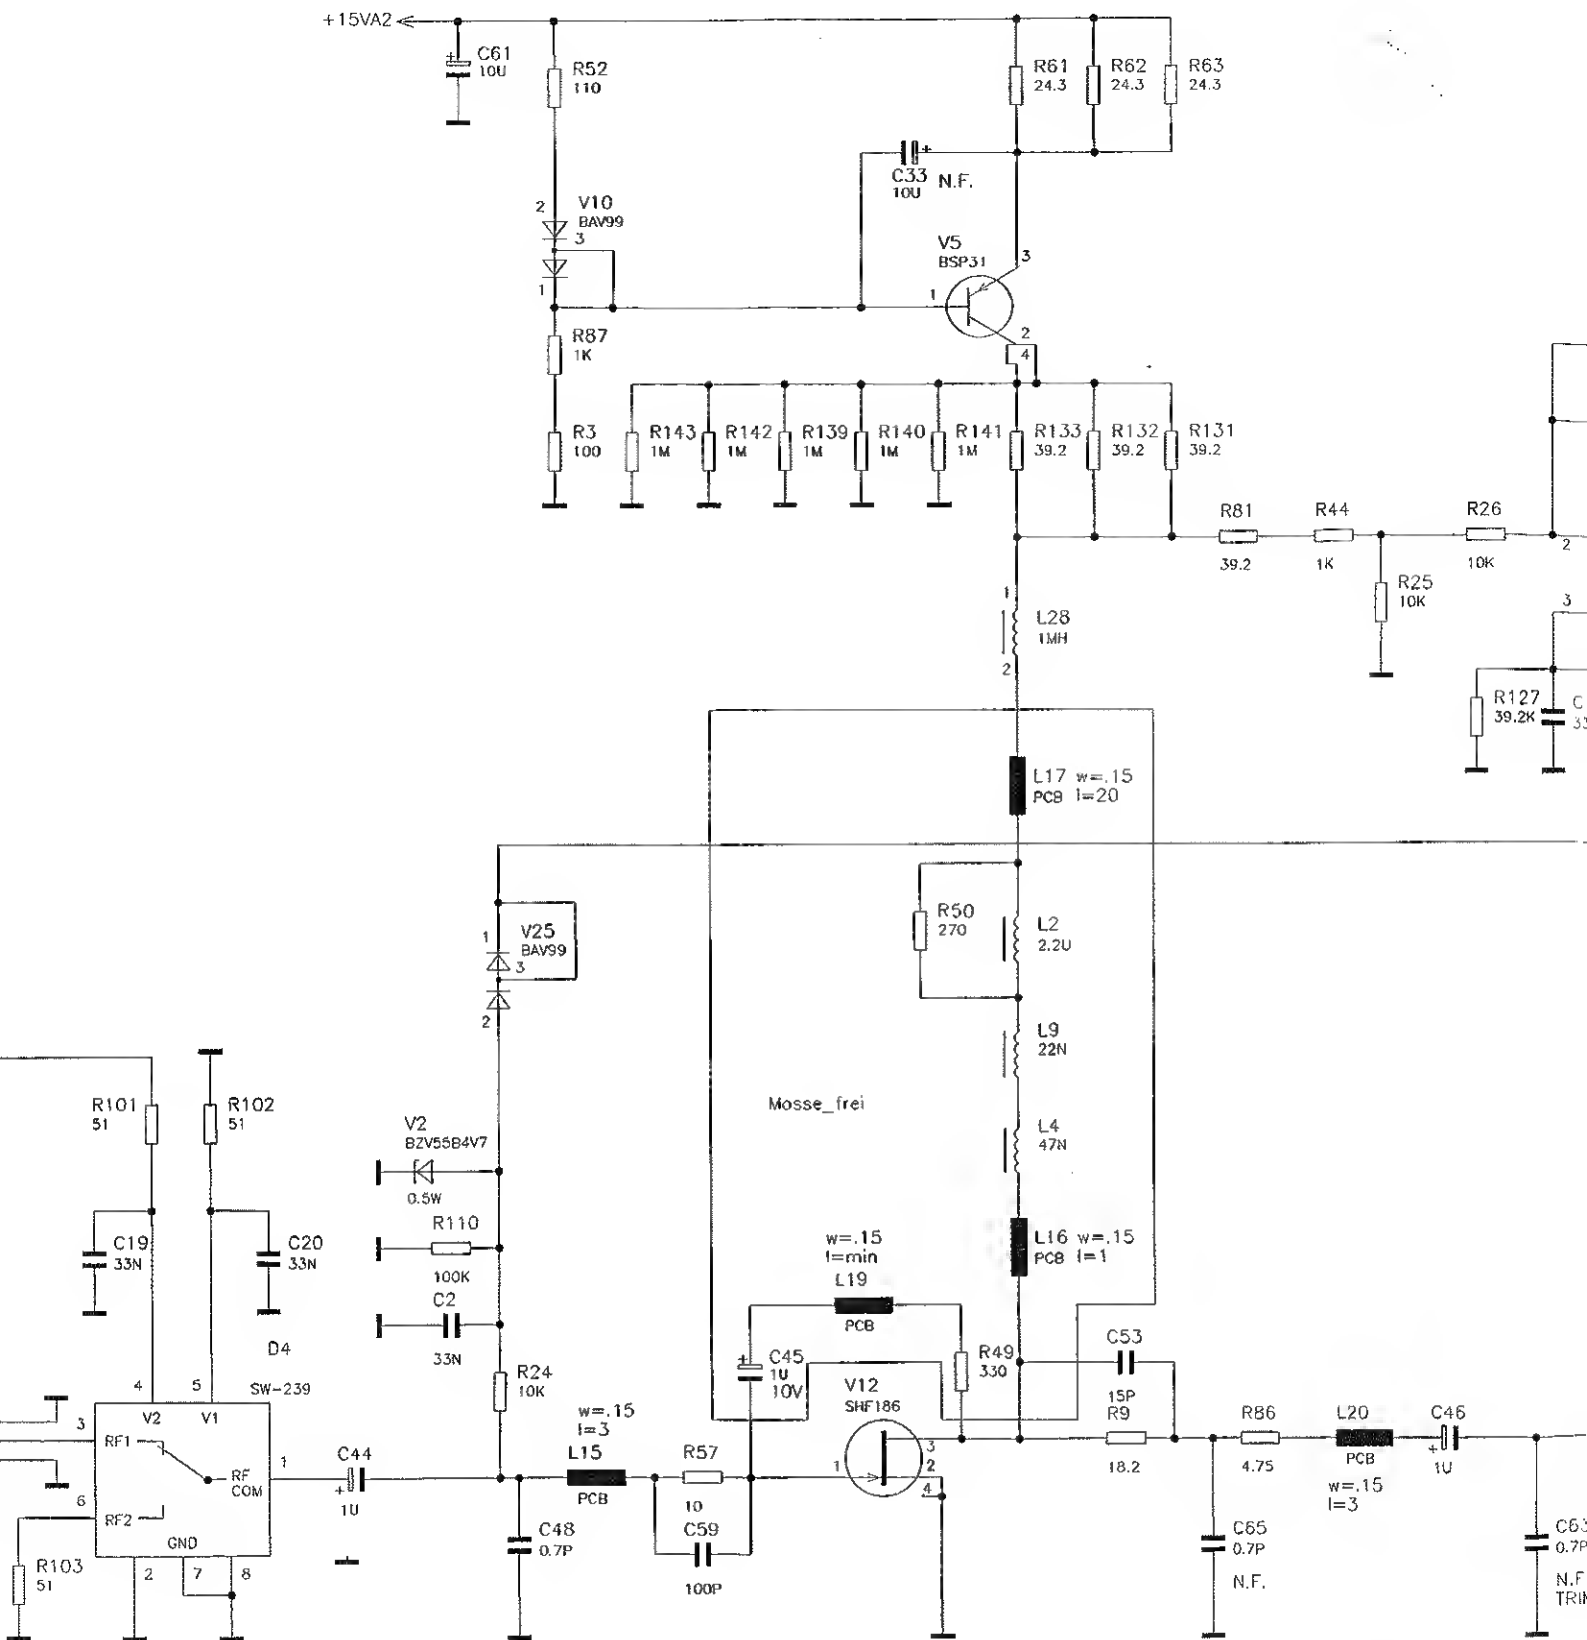 +15VA2
C61
10U
R52
110
R61
24.3
R62
24.3
R63
24.3
+
C33
10U
N.F.
2
V10
BAV99
3
1
V5
BSP31
3
1
2
4
R87
1K
R3
100
R143
1M
R142
1M
R139
1M
R140
1M
R141
1M
R133
39.2
R132
39.2
R131
39.2
R81
39.2
R44
1K
R26
10K
2
R25
10K
3
1
L28
1MH
2
R127
39.2K
C
L17 w=.15
PCB l=20
R50
270
L2
2.2U
1
V25
BAV99
3
2
L9
22N
Mosse_frei
L4
47N
R101
51
R102
51
V2
BZV55B4V7
0.5W
R110
100K
C2
33N
C19
33N
C20
33N
L16 w=.15
PCB l=1
w=.15
l=min
L19
PCB
+
C45
1U
10V
R49
330
C53
15P
D4
SW-239
4
5
V2
V1
3
RF1
RF
COM
1
6
RF2
GND
2
7
8
R103
51
C44
+
1U
R24
10K
w=.15
l=3
L15
PCB
R57
10
C59
100P
C48
0.7P
V12
SHF186
1
3
2
4
R9
18.2
R86
4.75
L20
PCB
w=.15
l=3
C46
+
1U
C65
0.7P
N.F.
C63
0.7P
N.F
TRIM